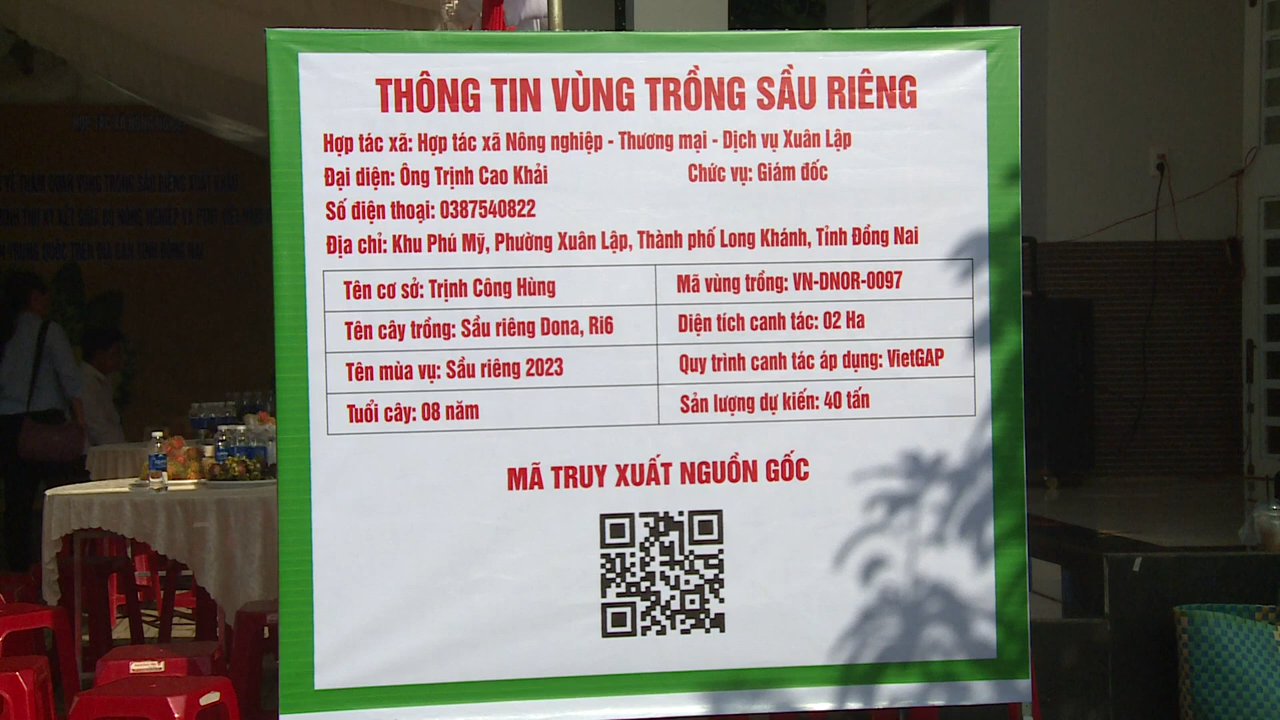 THÔNG TIN VÙNG TRỒNG SẦU RIÊNG
Hợp tác xã: Hợp tác xã Nông nghiệp - Thương mại - Dịch vụ Xuân Lập
Đại diện: Ông Trịnh Cao Khải Chức vụ: Giám đốc
Số điện thoại: 0387540822
Địa chỉ: Khu Phú Mỹ, Phường Xuân Lập, Thành phố Long Khánh, Tỉnh Đồng Nai
Tên cơ sở: Trịnh Công Hùng Mã vùng trồng: VN-DNOR-0097
Tên cây trồng: Sầu riêng Dona, Ri6 Diện tích canh tác: 02 Ha
Tên mùa vụ: Sầu riêng 2023 Quy trình canh tác áp dụng: VietGAP
Tuổi cây: 08 năm Sản lượng dự kiến: 40 tấn
MÃ TRUY XUẤT NGUỒN GỐC